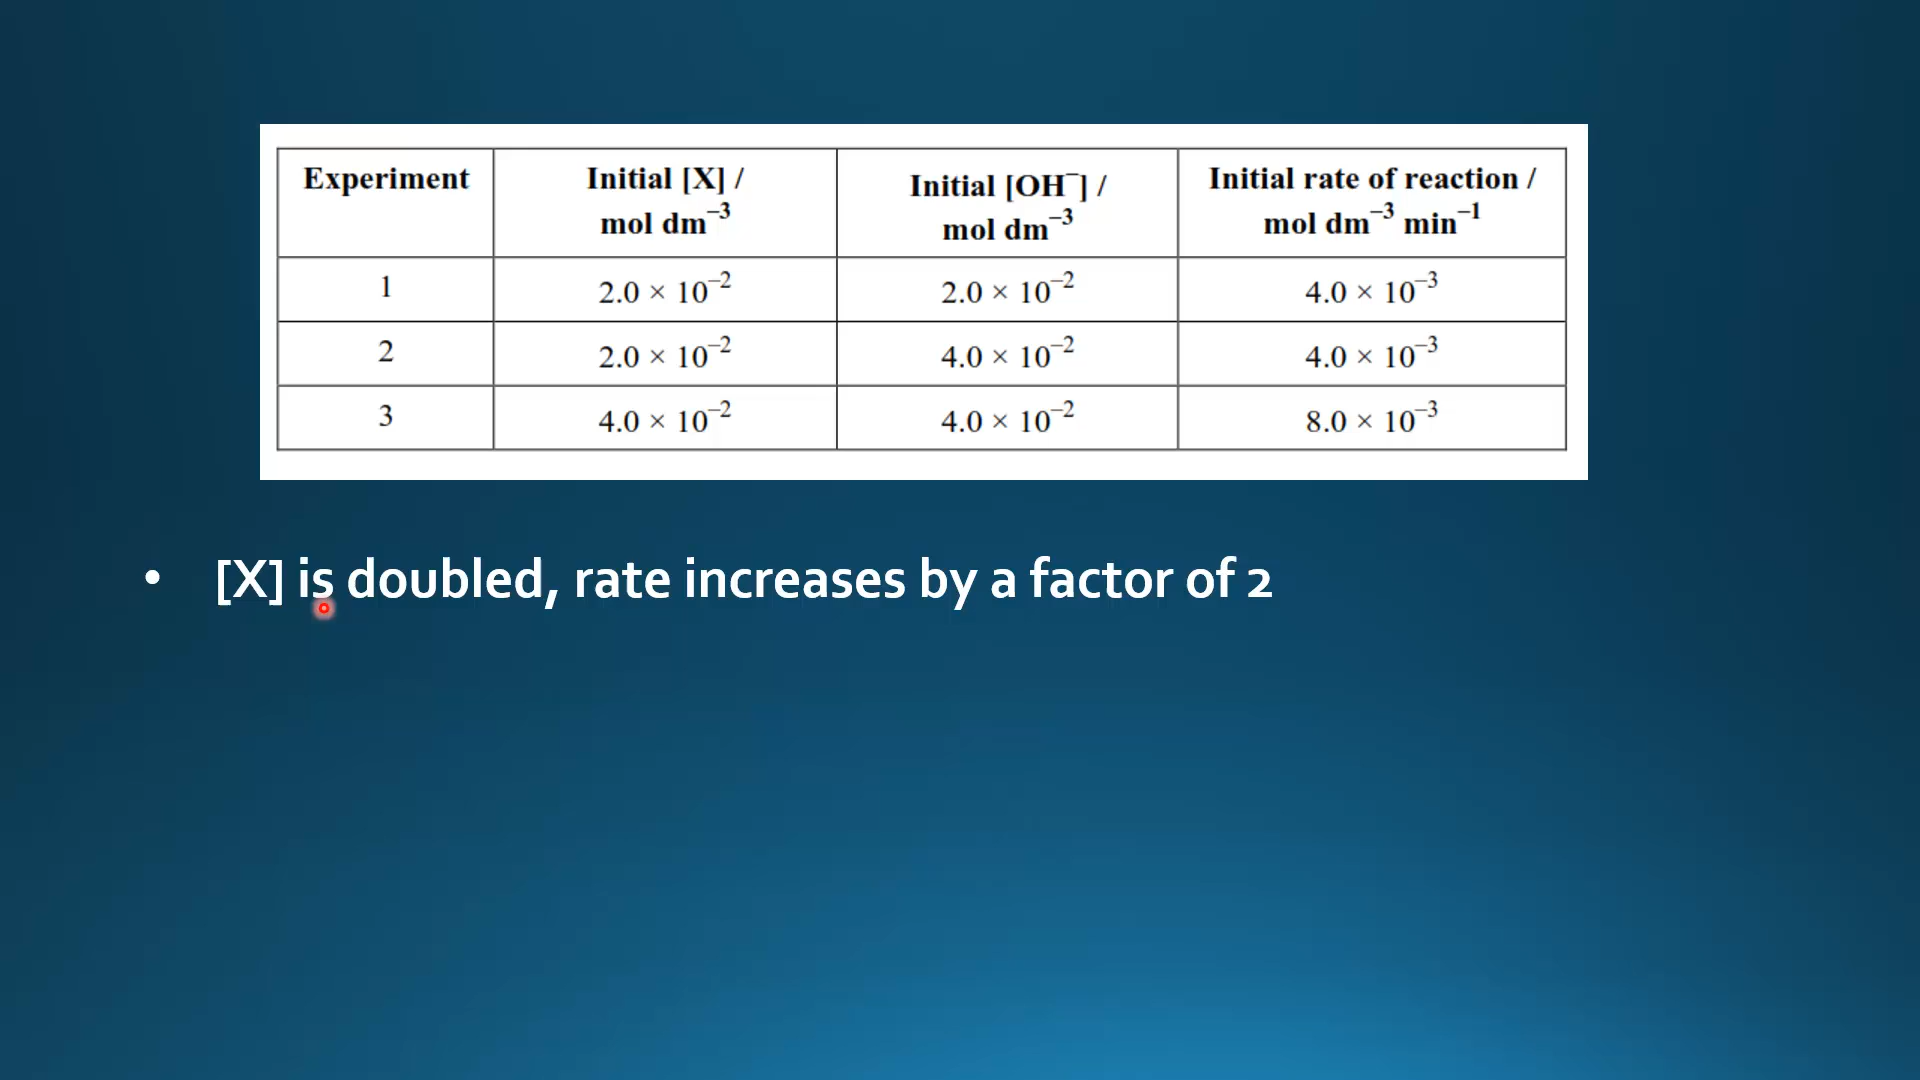 Experiment
Initial [X] /
mol dm⁻³
Initial [OH⁻] /
mol dm⁻³
Initial rate of reaction /
mol dm⁻³ min⁻¹
1
2.0 × 10⁻²
2.0 × 10⁻²
4.0 × 10⁻³
2
2.0 × 10⁻²
4.0 × 10⁻²
4.0 × 10⁻³
3
4.0 × 10⁻²
4.0 × 10⁻²
8.0 × 10⁻³
• [X] is doubled, rate increases by a factor of 2